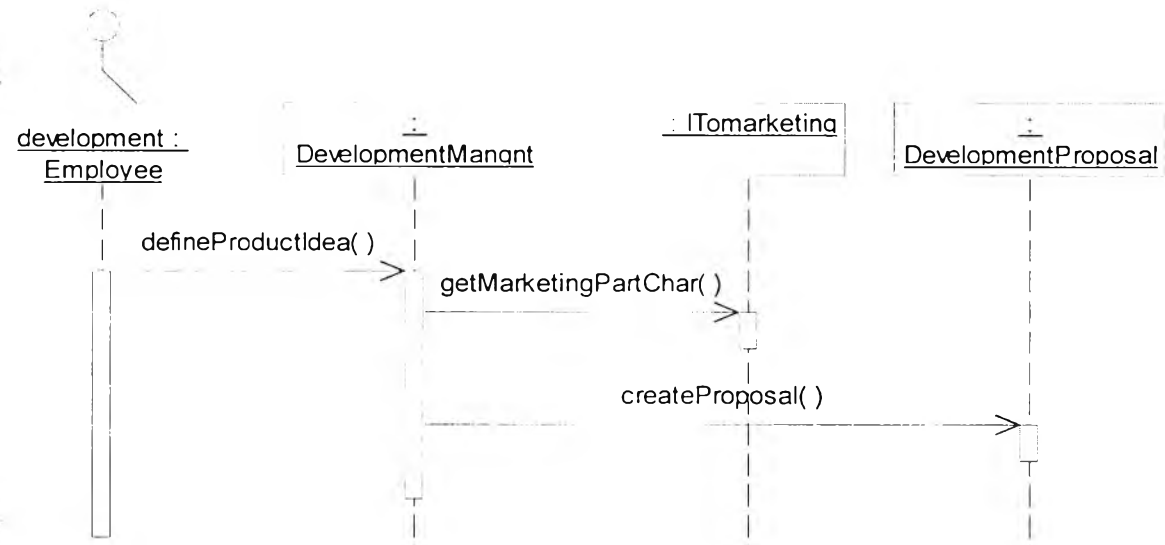 development :
Employee
:
DevelopmentMangnt
: ITomarketing
:
DevelopmentProposal
defineProductIdea( )
getMarketingPartChar( )
createProposal( )